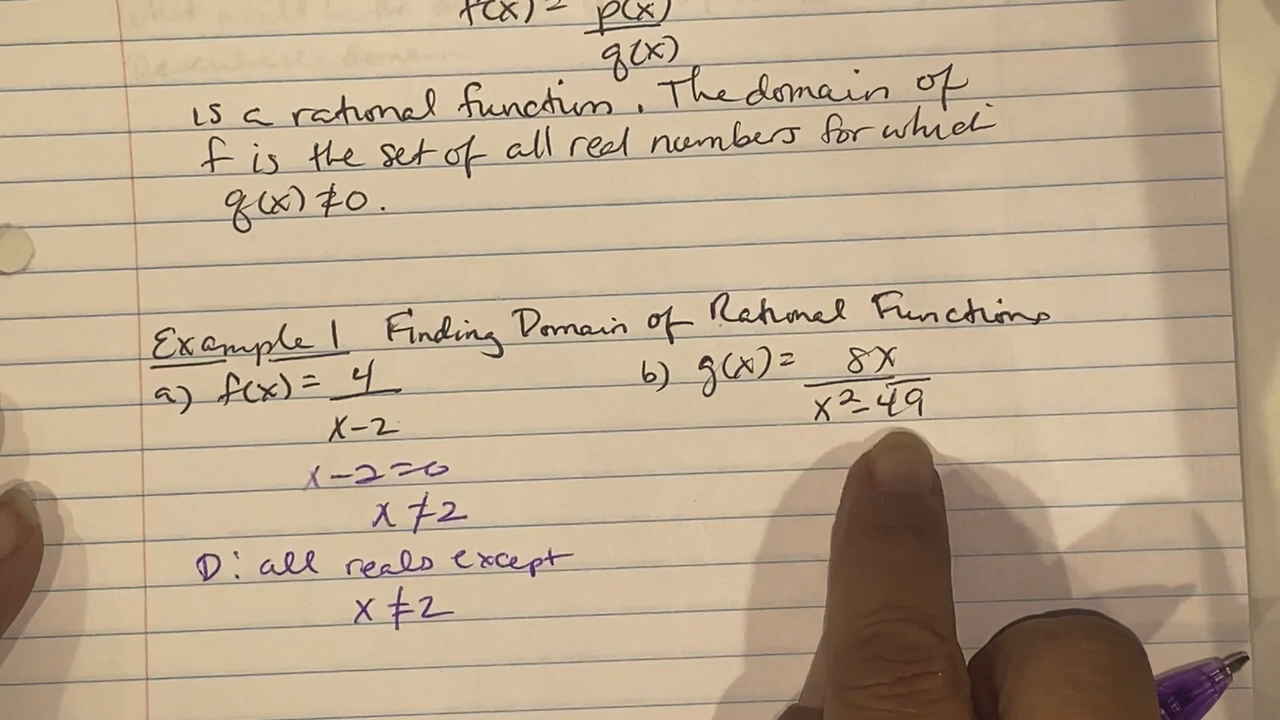 f(x) = p(x)
q(x)
is a rational function. The domain of
f is the set of all real numbers for which
q(x) ≠ 0.
Example 1 Finding Domain of Rational Functions
a) f(x) = 4
x-2
b) g(x) = 8x
x²-49
x-2=0
x ≠ 2
D: all reals except
x ≠ 2